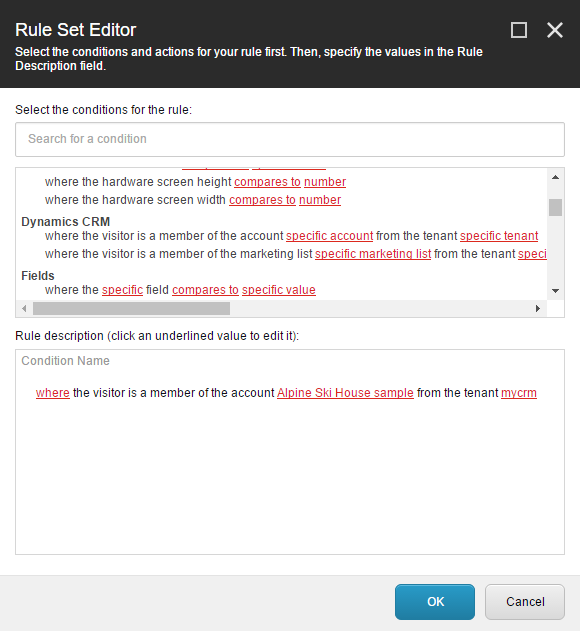 Rule Set Editor
Select the conditions and actions for your rule first. Then, specify the values in the Rule
Description field.
Select the conditions for the rule:
Search for a condition
where the hardware screen height compares to number
where the hardware screen width compares to number
Dynamics CRM
where the visitor is a member of the account specific account from the tenant specific tenant
where the visitor is a member of the marketing list specific marketing list from the tenant speci
Fields
where the specific field compares to specific value
Rule description (click an underlined value to edit it):
Condition Name
where the visitor is a member of the account Alpine Ski House sample from the tenant mycrm
OK
Cancel